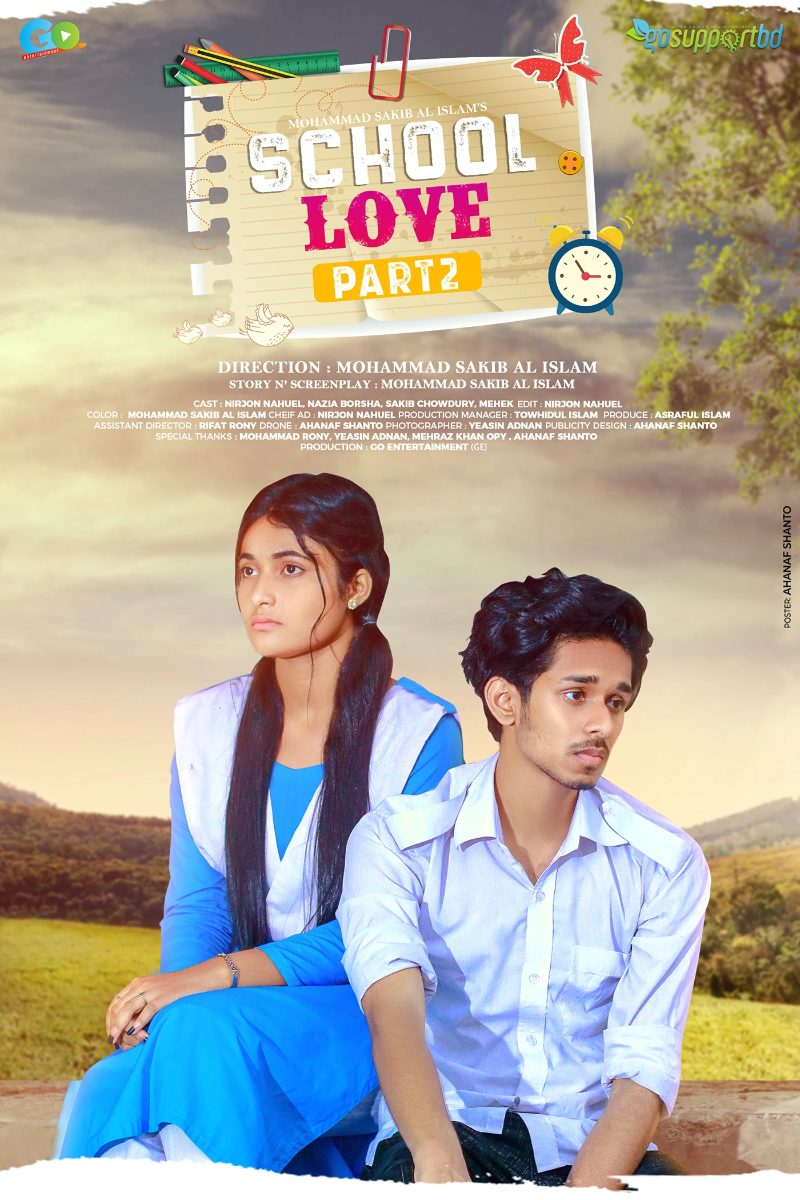 GO
entertainment
gosupportbd
MOHAMMAD SAKIB AL ISLAM'S
SCHOOL
LOVE
PART2
DIRECTION : MOHAMMAD SAKIB AL ISLAM
STORY N' SCREENPLAY : MOHAMMAD SAKIB AL ISLAM
CAST : NIRJON NAHUEL, NAZIA BORSHA, SAKIB CHOWDURY, MEHEK EDIT : NIRJON NAHUEL
COLOR : MOHAMMAD SAKIB AL ISLAM CHEIF AD : NIRJON NAHUEL PRODUCTION MANAGER : TOWHIDUL ISLAM PRODUCE : ASRAFUL ISLAM
ASSISTANT DIRECTOR : RIFAT RONY DRONE : AHANAF SHANTO PHOTOGRAPHER : YEASIN ADNAN PUBLICITY DESIGN : AHANAF SHANTO
SPECIAL THANKS : MOHAMMAD RONY, YEASIN ADNAN, MEHRAZ KHAN OPY , AHANAF SHANTO
PRODUCTION : GO ENTERTAINMENT (GE)
POSTER: AHANAF SHANTO